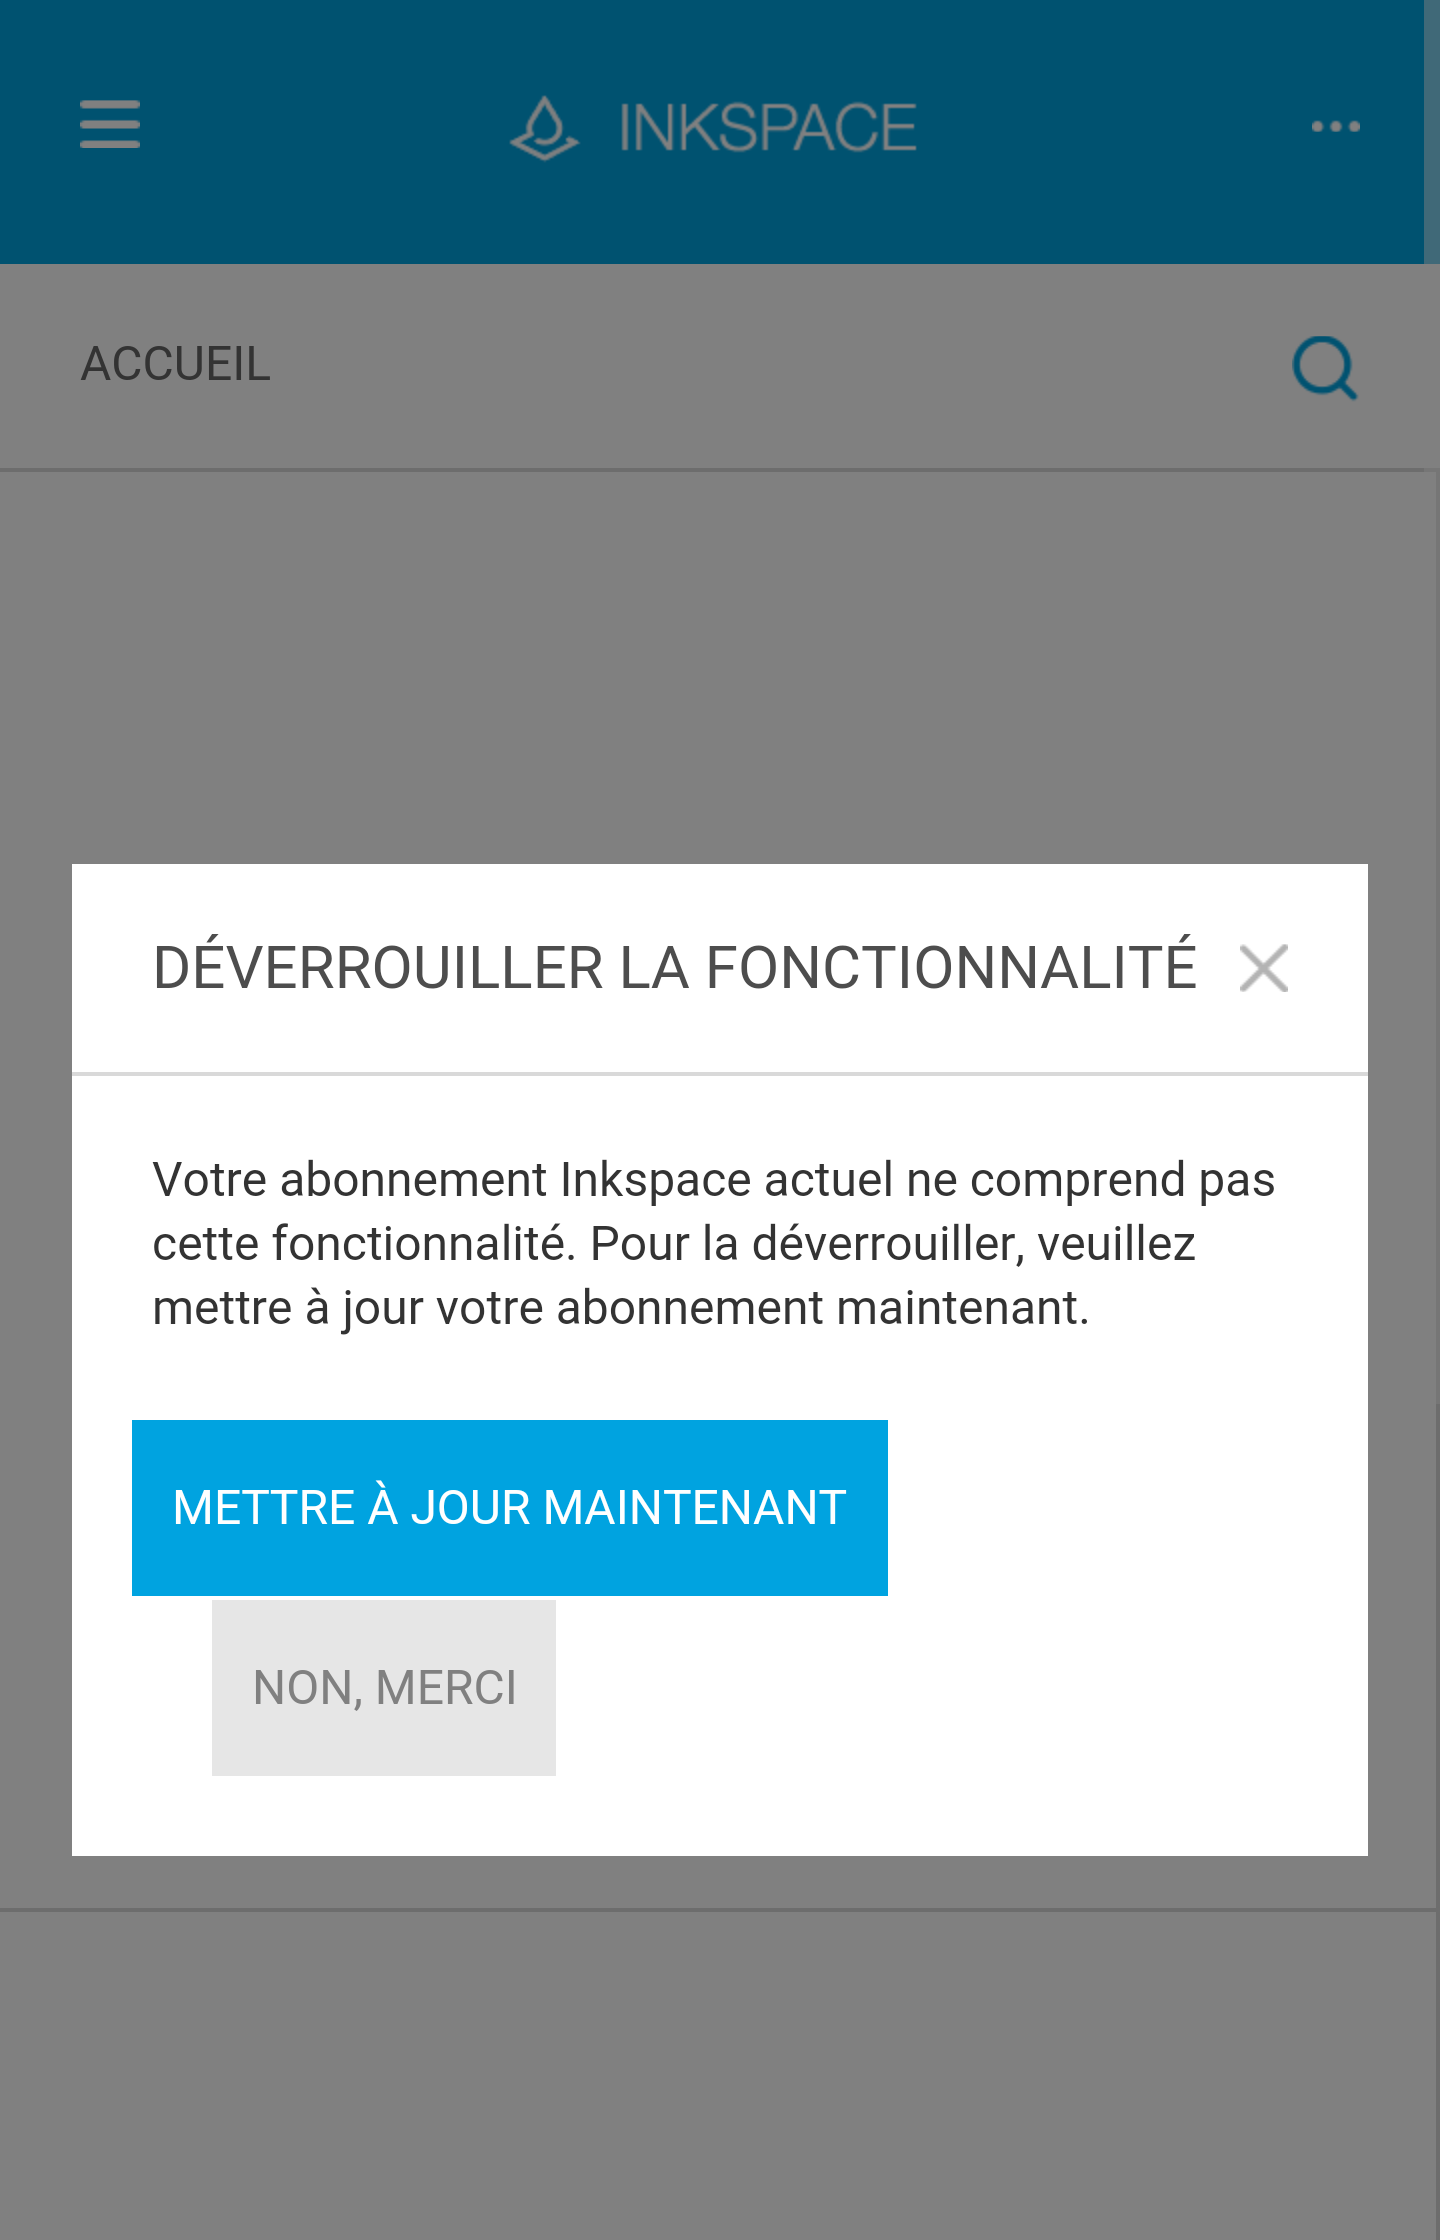 INKSPACE
ACCUEIL
DÉVERROUILLER LA FONCTIONNALITÉ
Votre abonnement Inkspace actuel ne comprend pas
cette fonctionnalité. Pour la déverrouiller, veuillez
mettre à jour votre abonnement maintenant.
METTRE À JOUR MAINTENANT
NON, MERCI